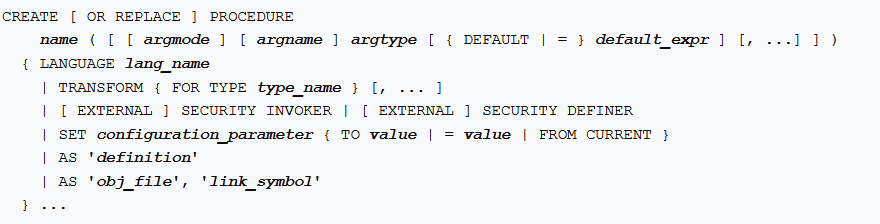 CREATE [ OR REPLACE ] PROCEDURE
    name ( [ [ argmode ] [ argname ] argtype [ { DEFAULT | = } default_expr ] [, ...] ] )
  { LANGUAGE lang_name
    | TRANSFORM { FOR TYPE type_name } [, ... ]
    | [ EXTERNAL ] SECURITY INVOKER | [ EXTERNAL ] SECURITY DEFINER
    | SET configuration_parameter { TO value | = value | FROM CURRENT }
    | AS 'definition'
    | AS 'obj_file', 'link_symbol'
  } ...